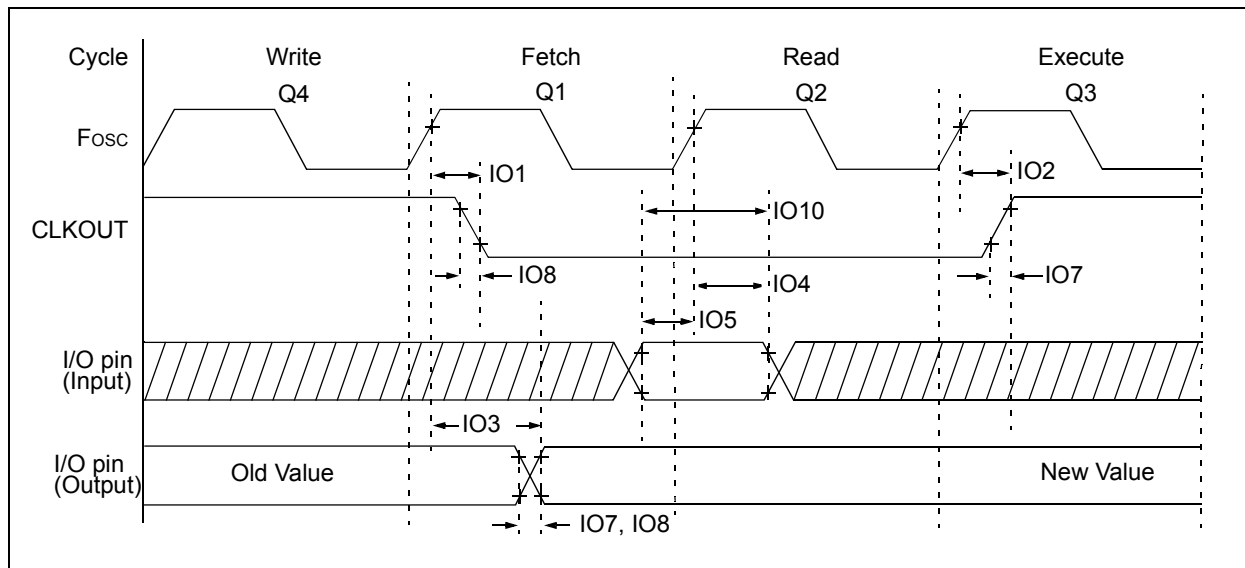 Cycle Write Fetch Read Execute
Q4 Q1 Q2 Q3
FOSC
IO1 IO2
CLKOUT IO10
IO8 IO4 IO7
IO5
I/O pin
(Input)
IO3
I/O pin
(Output) Old Value New Value
IO7, IO8